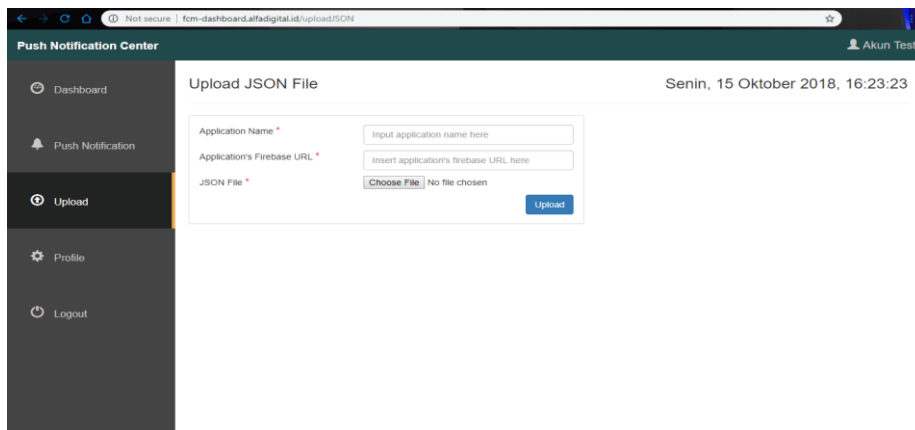 Not secure | fcm-dashboard.alfadigital.id/uploadJSON
Push Notification Center
Akun Test
Dashboard
Push Notification
Upload
Profile
Logout
Upload JSON File
Senin, 15 Oktober 2018, 16:23:23
Application Name *
Input application name here
Application's Firebase URL *
Insert application's firebase URL here
JSON File *
Choose File No file chosen
Upload